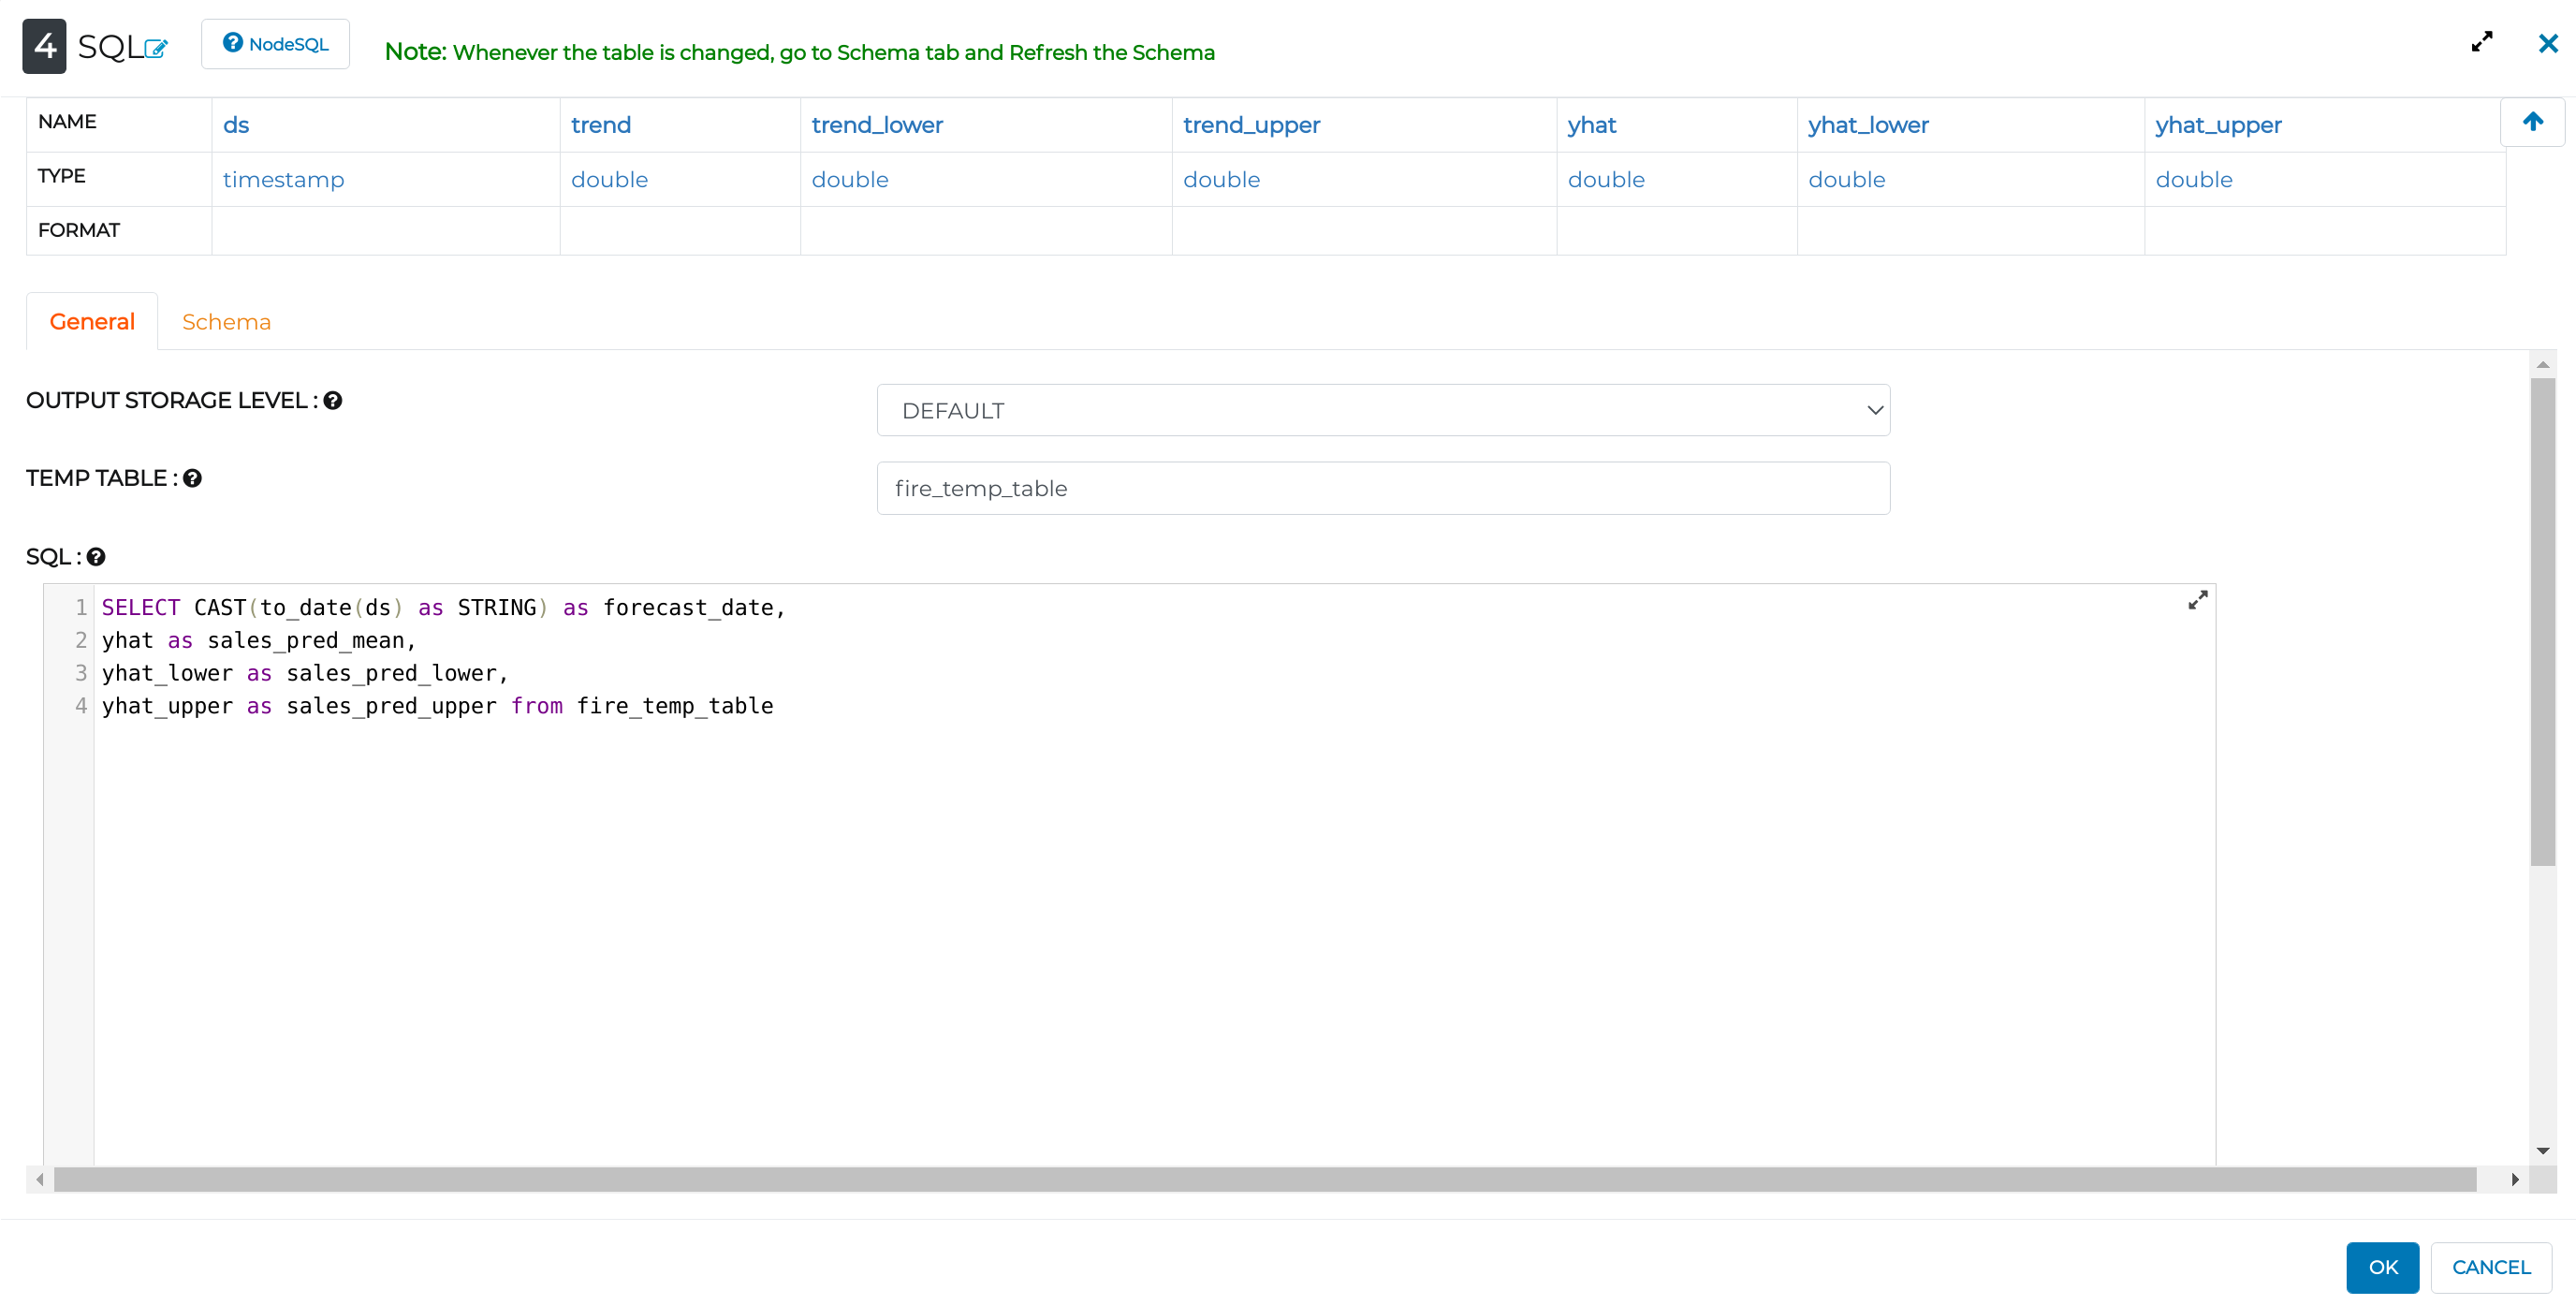 4 SQL NodeSQL Note: Whenever the table is changed, go to Schema tab and Refresh the Schema
NAME ds trend trend_lower trend_upper yhat yhat_lower yhat_upper
TYPE timestamp double double double double double double
FORMAT
General Schema
OUTPUT STORAGE LEVEL : DEFAULT
TEMP TABLE : fire_temp_table
SQL :
1 SELECT CAST(to_date(ds) as STRING) as forecast_date,
2 yhat as sales_pred_mean,
3 yhat_lower as sales_pred_lower,
4 yhat_upper as sales_pred_upper from fire_temp_table
OK CANCEL